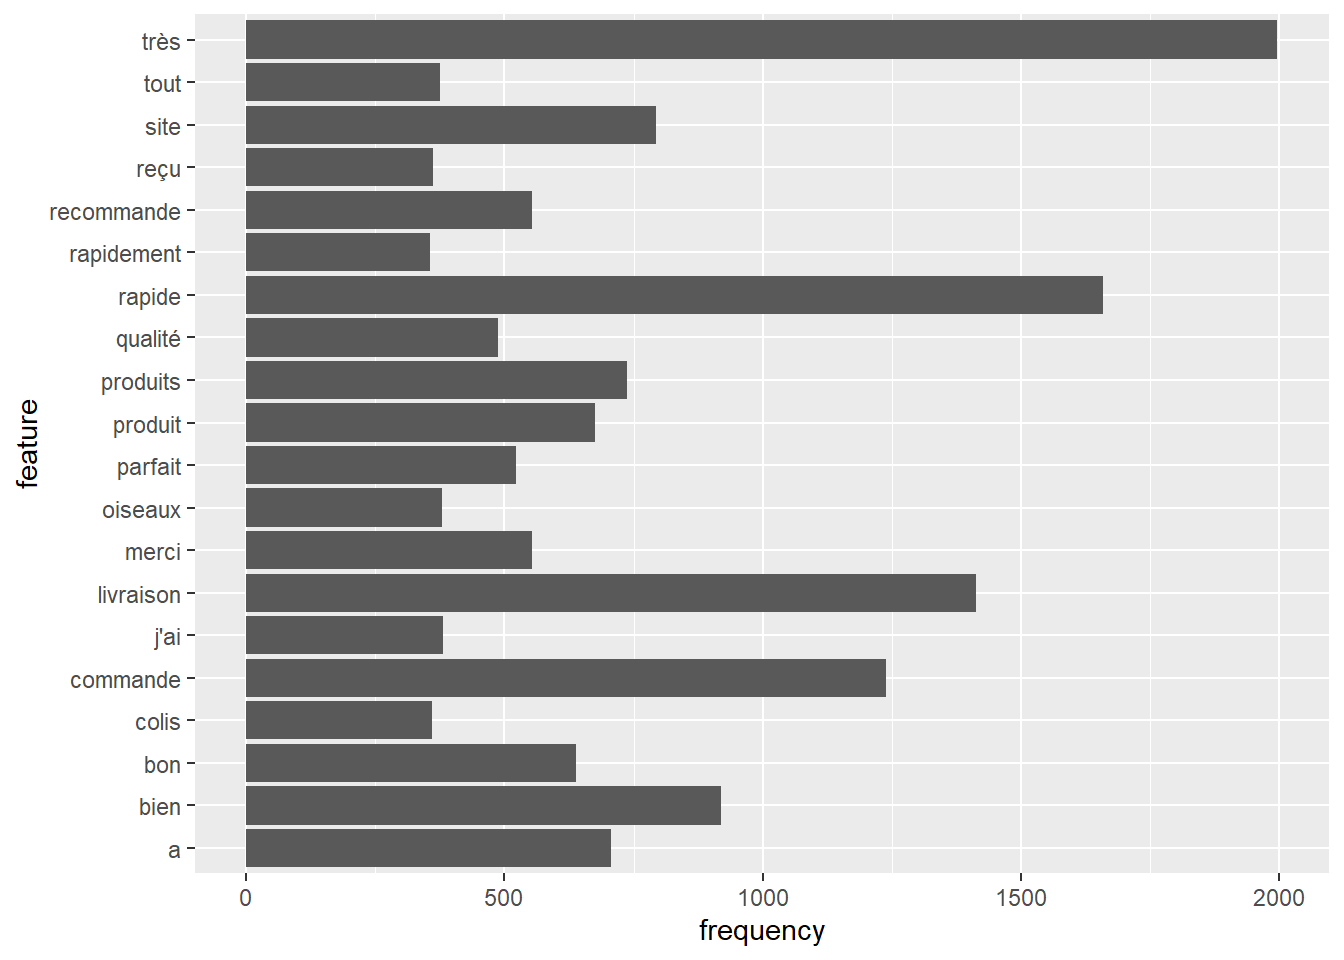 très
tout
site
reçu
recommande
rapidement
rapide
qualité
produits
produit
parfait
oiseaux
merci
livraison
j'ai
commande
colis
bon
bien
a
feature
0 500 1000 1500 2000
frequency